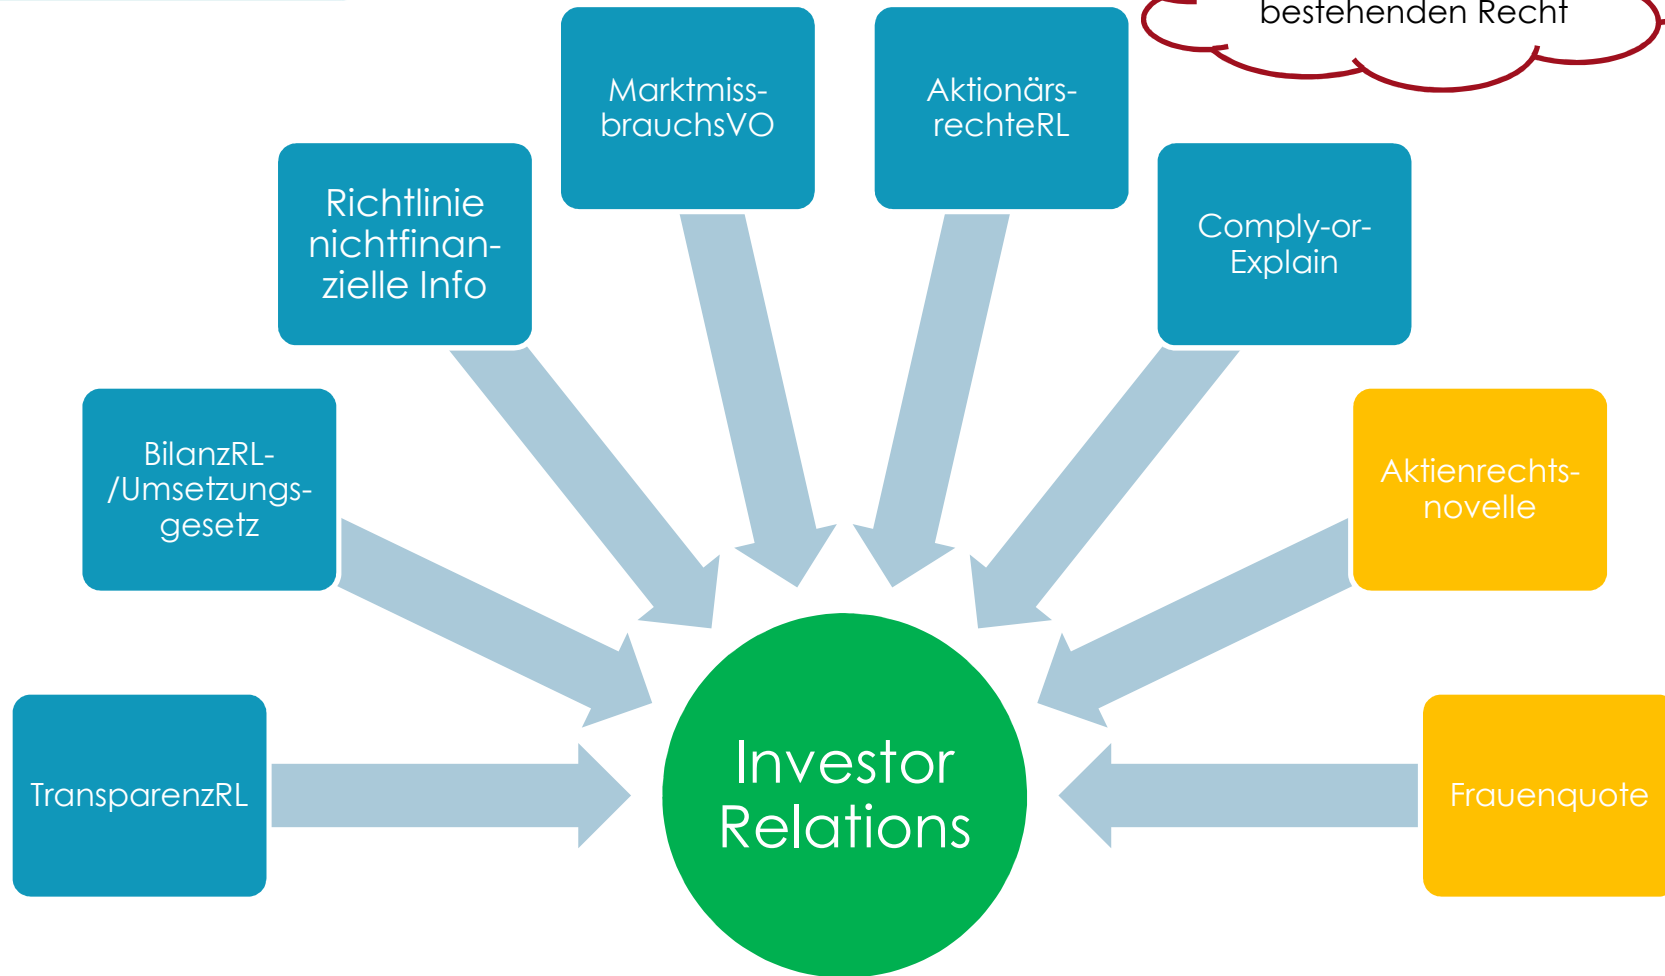 bestehenden Recht
Marktmiss-
brauchsVO
Aktionärs-
rechteRL
Richtlinie
nichtfinan-
zielle Info
Comply-or-
Explain
BilanzRL-
/Umsetzungs-
gesetz
Aktienrechts-
novelle
TransparenzRL
Investor
Relations
Frauenquote